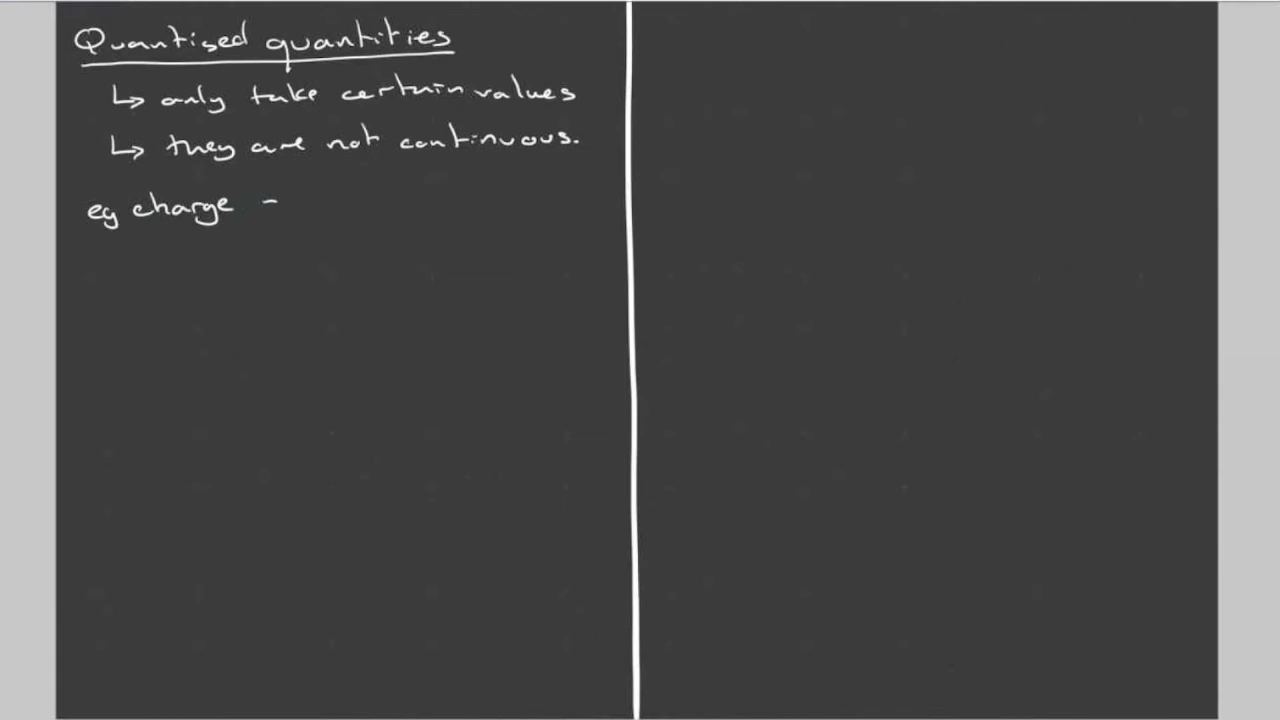 Quantised quantities
↳ only take certain values
↳ they are not continuous.
eg charge -